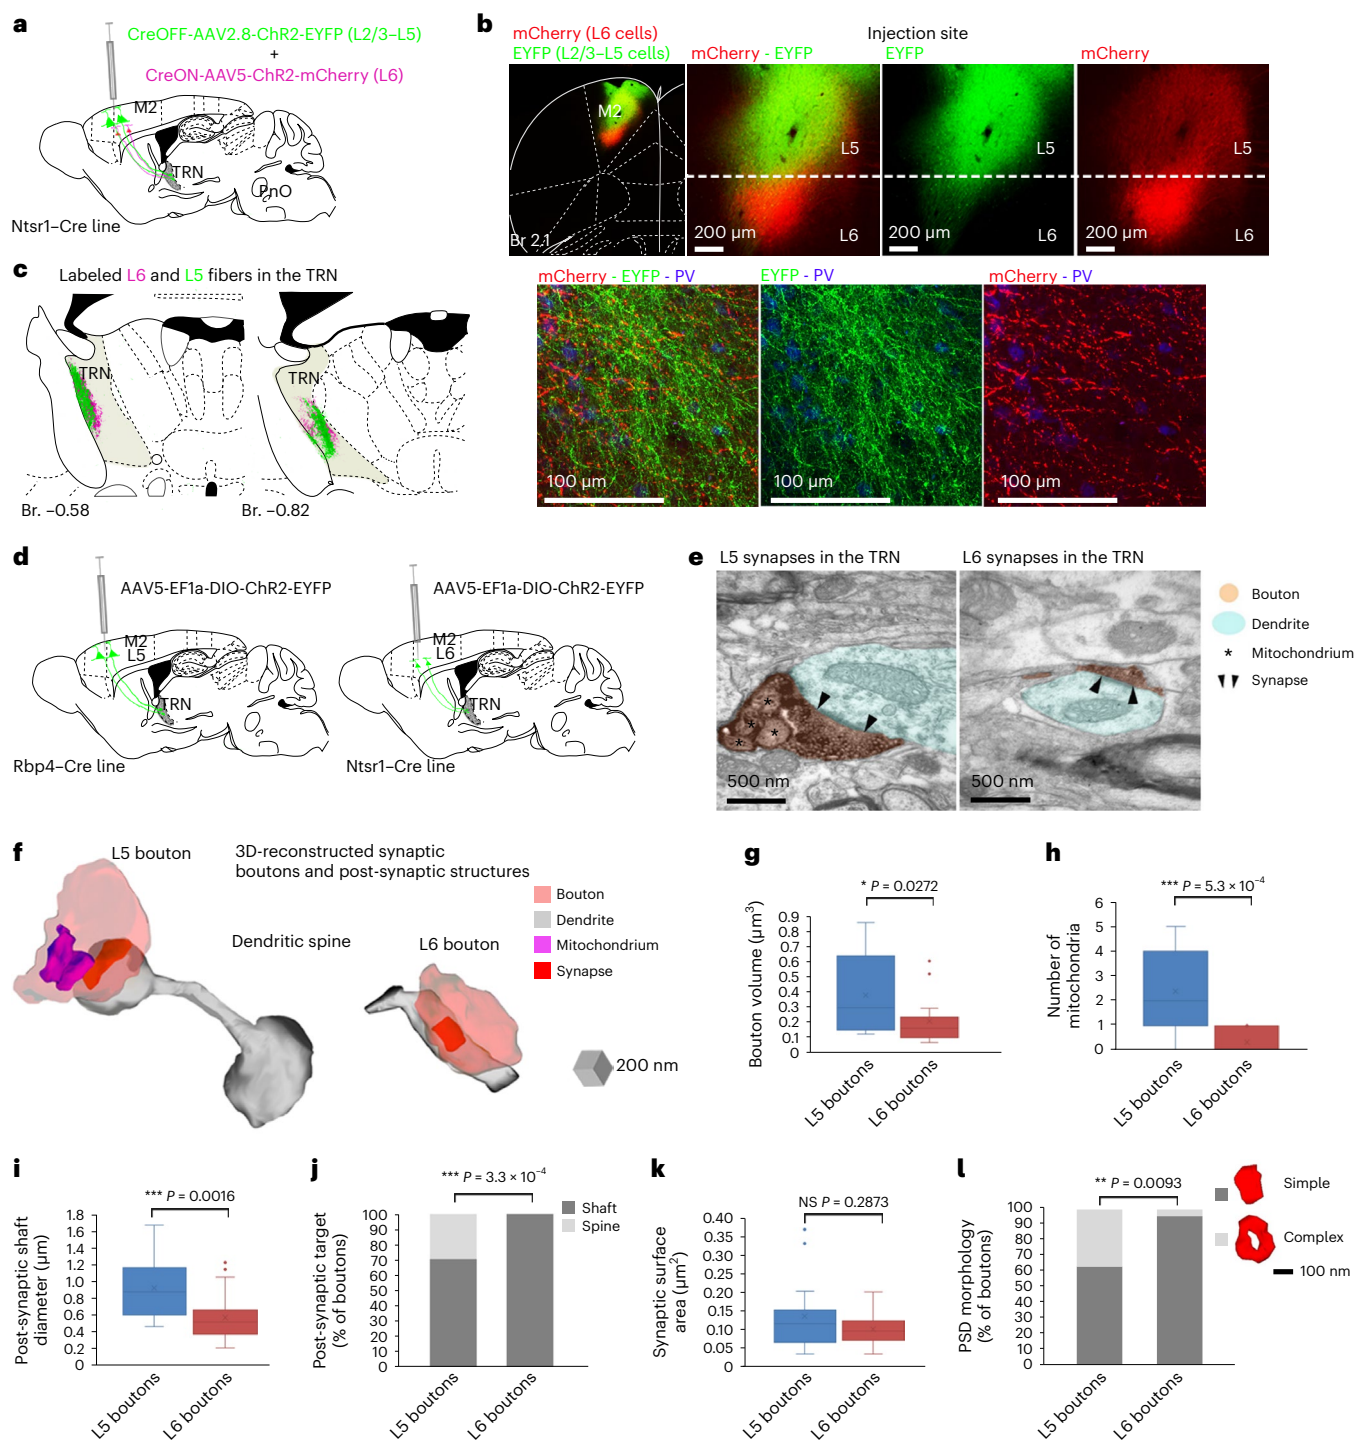 a
CreOFF-AAV2.8-ChR2-EYFP (L2/3–L5)
+
CreON-AAV5-ChR2-mCherry (L6)
M2
TRN
PnO
Ntsr1–Cre line
b
mCherry (L6 cells)
EYFP (L2/3–L5 cells)
Injection site
mCherry - EYFP
EYFP
mCherry
M2
Br 2.1
L5
L6
200 µm
L5
L6
200 µm
L5
L6
200 µm
mCherry - EYFP - PV
EYFP - PV
mCherry - PV
100 µm
100 µm
100 µm
c
Labeled L6 and L5 fibers in the TRN
TRN
TRN
Br. –0.58
Br. –0.82
d
AAV5-EF1a-DIO-ChR2-EYFP
AAV5-EF1a-DIO-ChR2-EYFP
M2
L5
TRN
M2
L6
TRN
Rbp4–Cre line
Ntsr1–Cre line
e
L5 synapses in the TRN
L6 synapses in the TRN
*
*
*
*
500 nm
500 nm
Bouton
Dendrite
* Mitochondrium
Synapse
f
L5 bouton
3D-reconstructed synaptic
boutons and post-synaptic structures
Dendritic spine
L6 bouton
Bouton
Dendrite
Mitochondrium
Synapse
200 nm
g
* P = 0.0272
Bouton volume (µm3)
0.9
0.8
0.7
0.6
0.5
0.4
0.3
0.2
0.1
0
L5 boutons
L6 boutons
h
*** P = 5.3 × 10−4
Number of
mitochondria
6
5
4
3
2
1
0
L5 boutons
L6 boutons
i
*** P = 0.0016
Post-synaptic shaft
diameter (µm)
1.8
1.6
1.4
1.2
1.0
0.8
0.6
0.4
0.2
0
L5 boutons
L6 boutons
j
*** P = 3.3 × 10−4
Post-synaptic target
(% of boutons)
100
90
80
70
60
50
40
30
20
10
0
Shaft
Spine
L5 boutons
L6 boutons
k
NS P = 0.2873
Synaptic surface
area (µm2)
0.40
0.35
0.30
0.25
0.20
0.15
0.10
0.05
0
L5 boutons
L6 boutons
l
** P = 0.0093
PSD morphology
(% of boutons)
100
90
80
70
60
50
40
30
20
10
0
Simple
Complex
100 nm
L5 boutons
L6 boutons